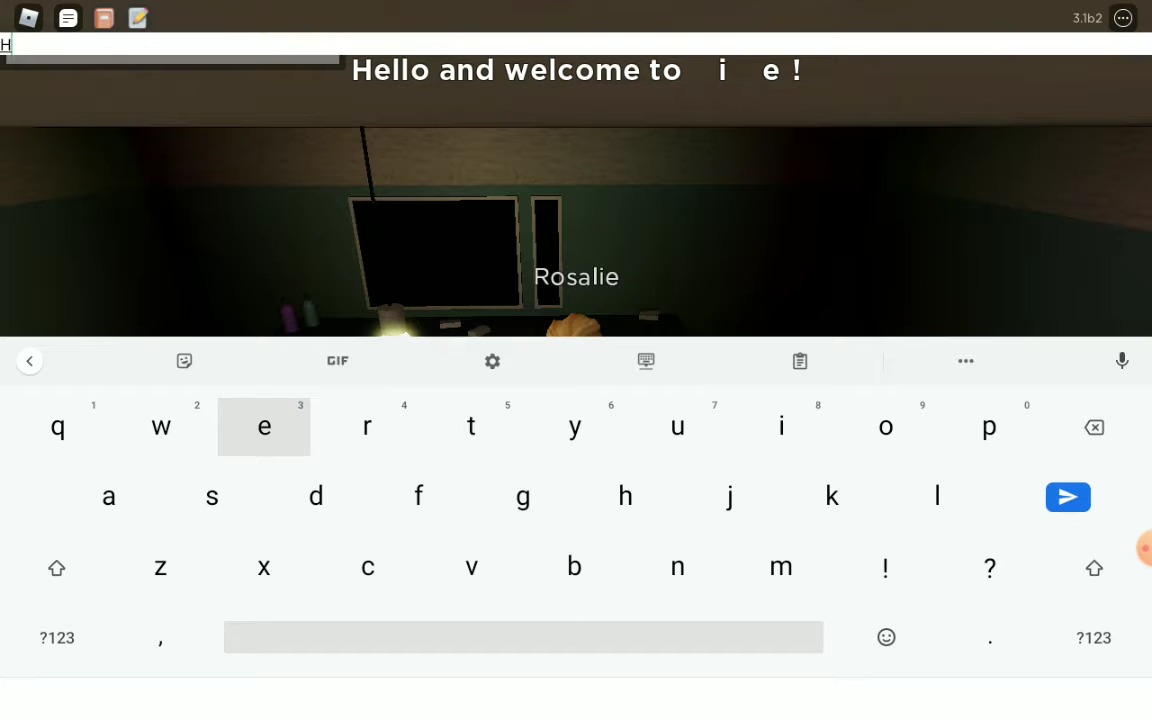 3.1b2
H
Hello and welcome to i e !
Rosalie
GIF
1 2 3 4 5 6 7 8 9 0
q w e r t y u i o p
a s d f g h j k l
z x c v b n m ! ?
?123 , . ?123